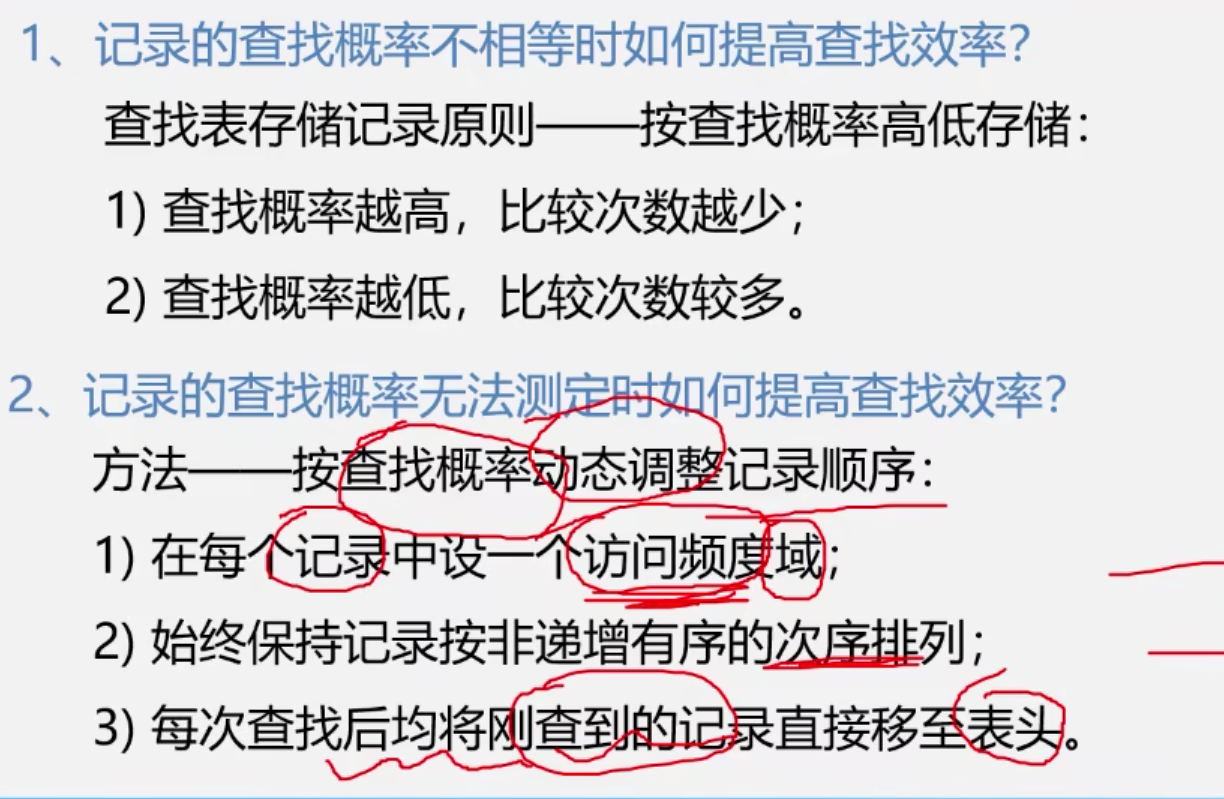 1、记录的查找概率不相等时如何提高查找效率?
查找表存储记录原则——按查找概率高低存储：
1) 查找概率越高，比较次数越少；
2) 查找概率越低，比较次数较多。
2、记录的查找概率无法测定时如何提高查找效率?
方法——按查找概率动态调整记录顺序：
1) 在每个记录中设一个访问频度域；
2) 始终保持记录按非递增有序的次序排列；
3) 每次查找后均将刚查到的记录直接移至表头。